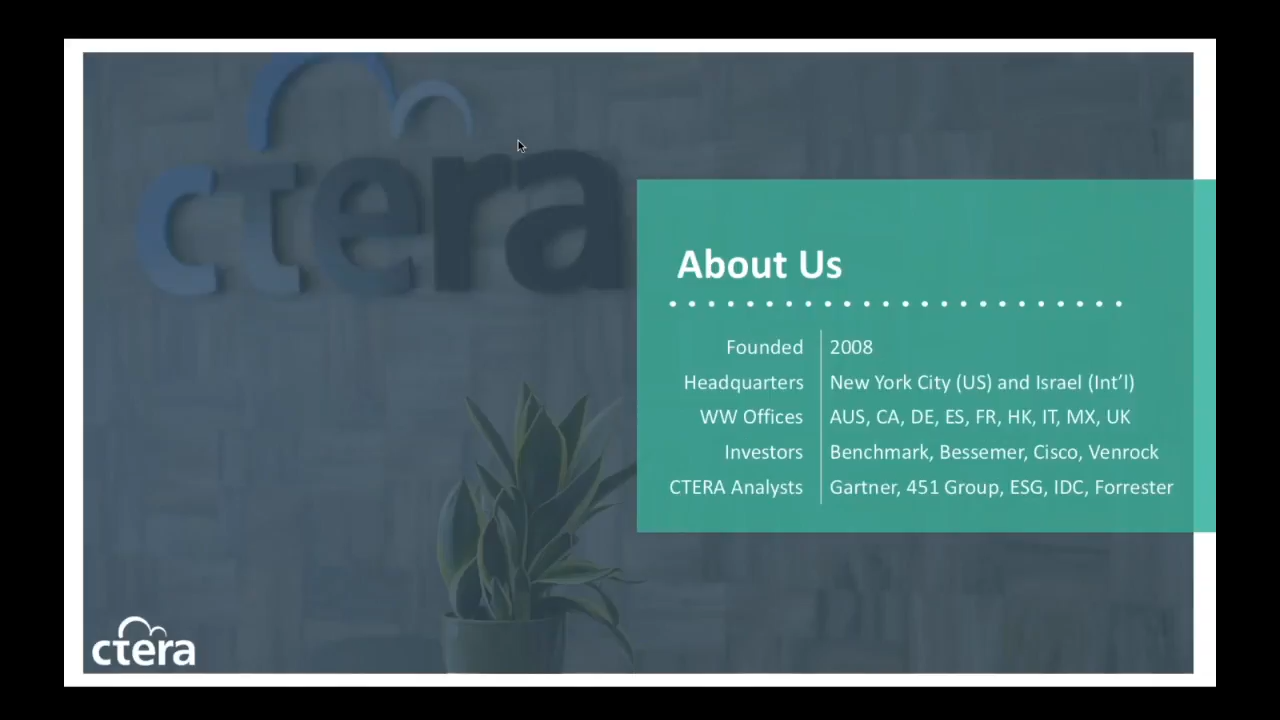 ctera
About Us
Founded 2008
Headquarters New York City (US) and Israel (Int’l)
WW Offices AUS, CA, DE, ES, FR, HK, IT, MX, UK
Investors Benchmark, Bessemer, Cisco, Venrock
CTERA Analysts Gartner, 451 Group, ESG, IDC, Forrester
ctera